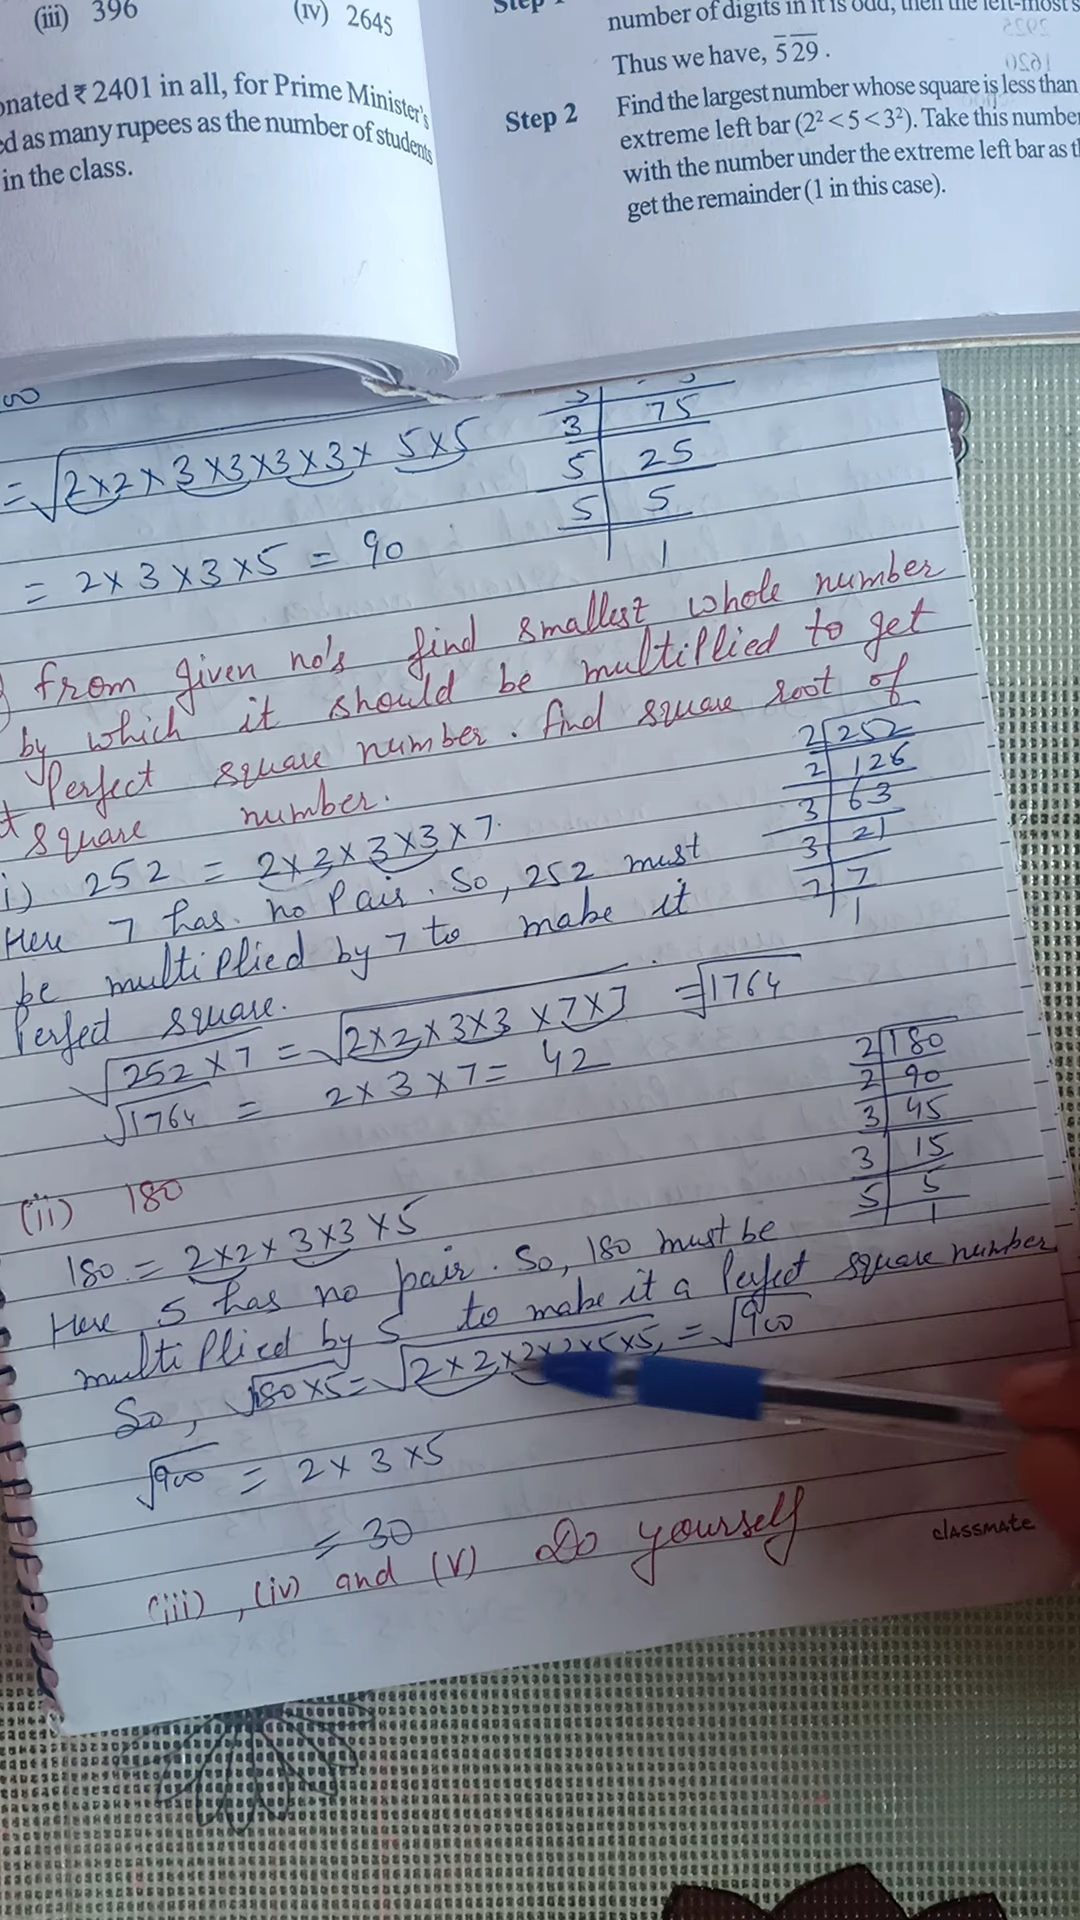 (iii) 396
(iv) 2645
onated ₹ 2401 in all, for Prime Minister's
ed as many rupees as the number of students
in the class.
Step 1
number of digits in it is odd, then the left-most s
Thus we have, 5̅ 2̅9̅ .
Step 2
Find the largest number whose square is less than
extreme left bar (2² < 5 < 3²). Take this number
with the number under the extreme left bar as th
get the remainder (1 in this case).
= √2×2×3×3×3×3×5×5
= 2×3×3×5 = 90
3 | 75
5 | 25
5 | 5
1
from given no's find smallest whole number
by which it should be multiplied to get
Perfect square number. find square root of
square number.
2 | 252
2 | 126
3 | 63
3 | 21
7 | 7
1
i) 252 = 2×2×3×3×7.
Here 7 has no Pair. So, 252 must
be multiplied by 7 to make it
Perfect square.
√252×7 = √2×2×3×3×7×7 = √1764
√1764 = 2×3×7 = 42
(ii) 180
2 | 180
2 | 90
3 | 45
3 | 15
5 | 5
1
180 = 2×2×3×3×5
Here 5 has no pair. So, 180 must be
multiplied by 5 to make it a Perfect square number
So, √180×5 = √2×2× ×5×5 = √900
√900 = 2×3×5
= 30
(iii), (iv) and (v) Do yourself
classmate